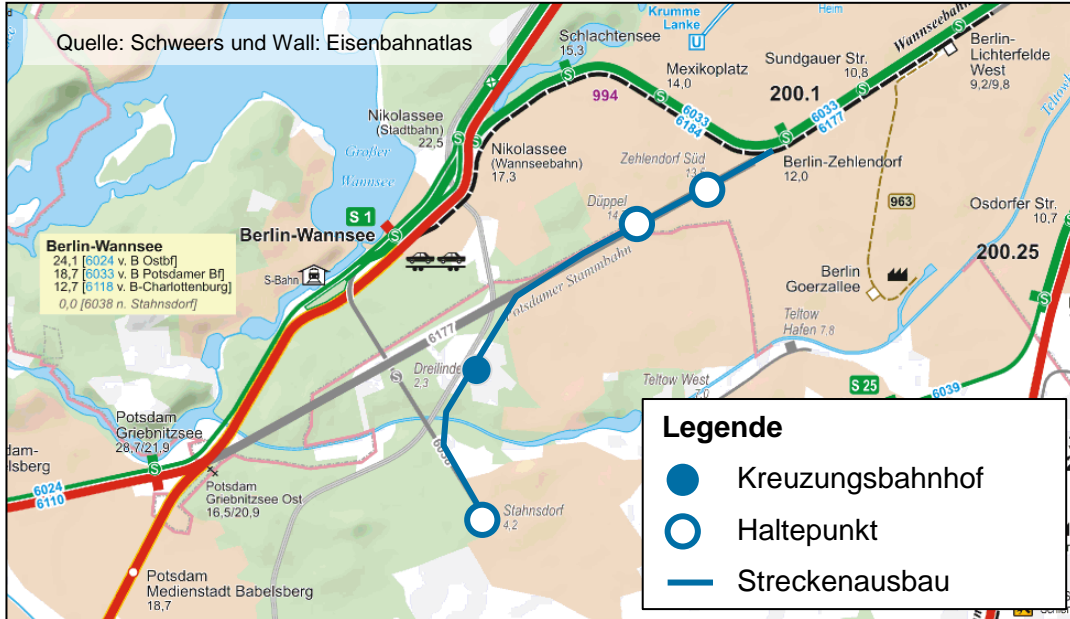 Quelle: Schweers und Wall: Eisenbahnatlas
Krumme
Lanke
Heim
Wannseebahn
Schlachtensee
15,3
U
Mexikoplatz
14,0
Sundgauer Str.
10,8
Berlin-
Lichterfelde
West
9,2/9,8
Teltowk
994
200.1
6033
6177
6033
6184
Nikolassee
(Stadtbahn)
22,5
Nikolassee
(Wannseebahn)
17,3
Zehlendorf Süd
Berlin-Zehlendorf
12,0
Großer
Wannsee
Düppel
963
Osdorfer Str.
10,7
S 1
Berlin-Wannsee
Berlin-Wannsee
24,1 [6024 v. B Ostbf]
18,7 [6033 v. B Potsdamer Bf]
12,7 [6118 v. B-Charlottenburg]
0,0 [6038 n. Stahnsdorf]
S-Bahn
200.25
Berlin
Goerzallee
Potsdamer Stammbahn
6177
Teltow
Hafen 7,8
Dreilinde
2,3
Teltow West
S 25
6039
Potsdam
Griebnitzsee
28,7/21,9
dam-
elsberg
6024
6110
Potsdam
Griebnitzsee Ost
16,5/20,9
6038
Stahnsdorf
4,2
Potsdam
Medienstadt Babelsberg
18,7
Legende
Kreuzungsbahnhof
Haltepunkt
Streckenausbau